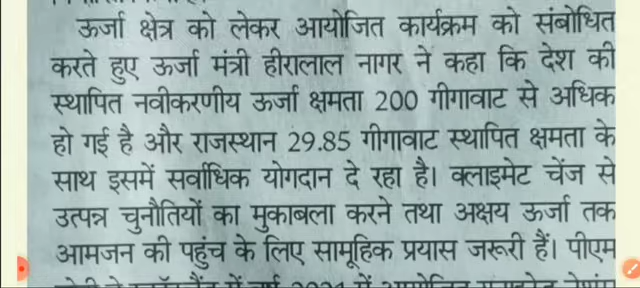 ऊर्जा क्षेत्र को लेकर आयोजित कार्यक्रम को संबोधित
करते हुए ऊर्जा मंत्री हीरालाल नागर ने कहा कि देश की
स्थापित नवीकरणीय ऊर्जा क्षमता 200 गीगावाट से अधिक
हो गई है और राजस्थान 29.85 गीगावाट स्थापित क्षमता के
साथ इसमें सर्वाधिक योगदान दे रहा है। क्लाइमेट चेंज से
उत्पन्न चुनौतियों का मुकाबला करने तथा अक्षय ऊर्जा तक
आमजन की पहुंच के लिए सामूहिक प्रयास जरूरी हैं। पीएम